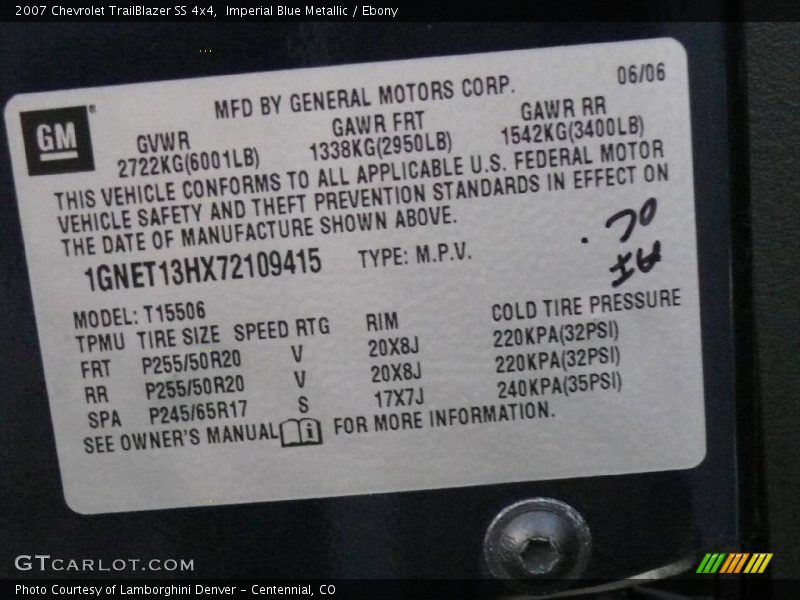 2007 Chevrolet TrailBlazer SS 4x4,  Imperial Blue Metallic / Ebony
06/06
MFD BY GENERAL MOTORS CORP.
GM
GVWR GAWR FRT GAWR RR
2722KG(6001LB) 1338KG(2950LB) 1542KG(3400LB)
THIS VEHICLE CONFORMS TO ALL APPLICABLE U.S. FEDERAL MOTOR
VEHICLE SAFETY AND THEFT PREVENTION STANDARDS IN EFFECT ON
THE DATE OF MANUFACTURE SHOWN ABOVE.
1GNET13HX72109415 TYPE: M.P.V.
MODEL: T15506
TPMU TIRE SIZE SPEED RTG RIM COLD TIRE PRESSURE
FRT P255/50R20 V 20X8J 220KPA(32PSI)
RR P255/50R20 V 20X8J 220KPA(32PSI)
SPA P245/65R17 S 17X7J 240KPA(35PSI)
SEE OWNER'S MANUAL FOR MORE INFORMATION.
GTCARLOT.COM
Photo Courtesy of Lamborghini Denver – Centennial, CO